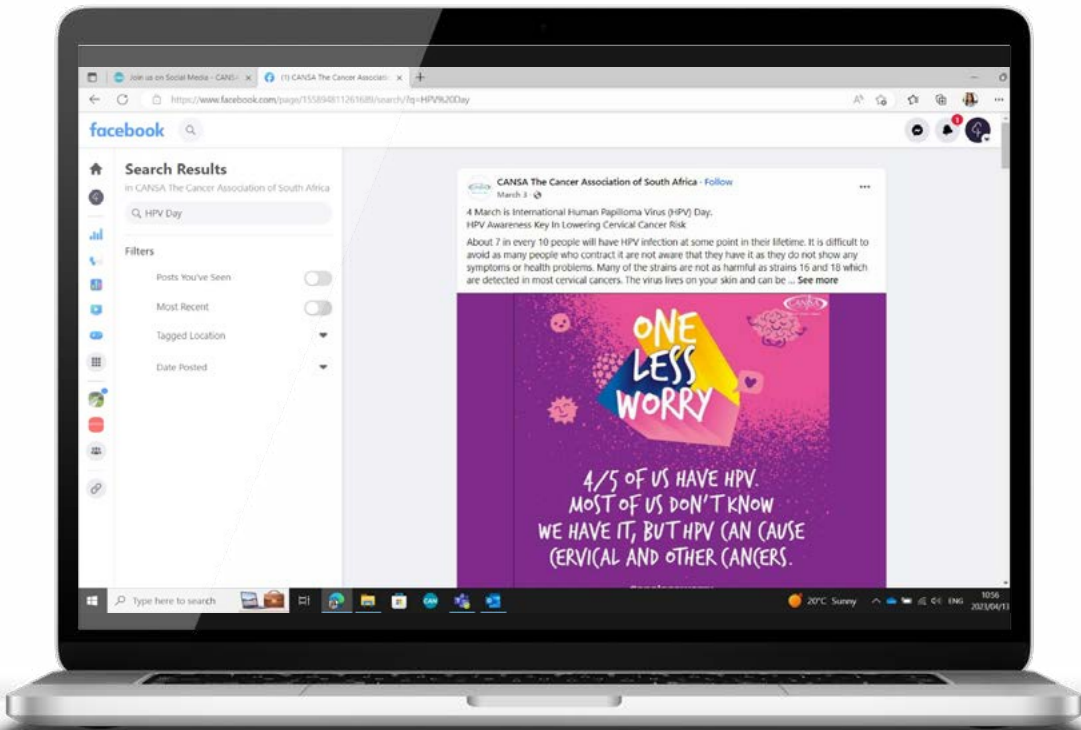 Join us on Social Media - CANSA
(1) CANSA The Cancer Associatio
https://www.facebook.com/page/155894811261689/search/?q=HPV%20Day
facebook
1
Search Results
in CANSA The Cancer Association of South Africa
HPV Day
Filters
Posts You've Seen
Most Recent
Tagged Location
Date Posted
CANSA The Cancer Association of South Africa · Follow
March 3
4 March is International Human Papilloma Virus (HPV) Day.
HPV Awareness Key In Lowering Cervical Cancer Risk
About 7 in every 10 people will have HPV infection at some point in their lifetime. It is difficult to
avoid as many people who contract it are not aware that they have it as they do not show any
symptoms or health problems. Many of the strains are not as harmful as strains 16 and 18 which
are detected in most cervical cancers. The virus lives on your skin and can be ... See more
CANSA
ONE
LESS
WORRY
4/5 OF US HAVE HPV.
MOST OF US DON'T KNOW
WE HAVE IT, BUT HPV CAN CAUSE
CERVICAL AND OTHER CANCERS.
Type here to search
20°C Sunny
ENG
10:56
2023/04/13